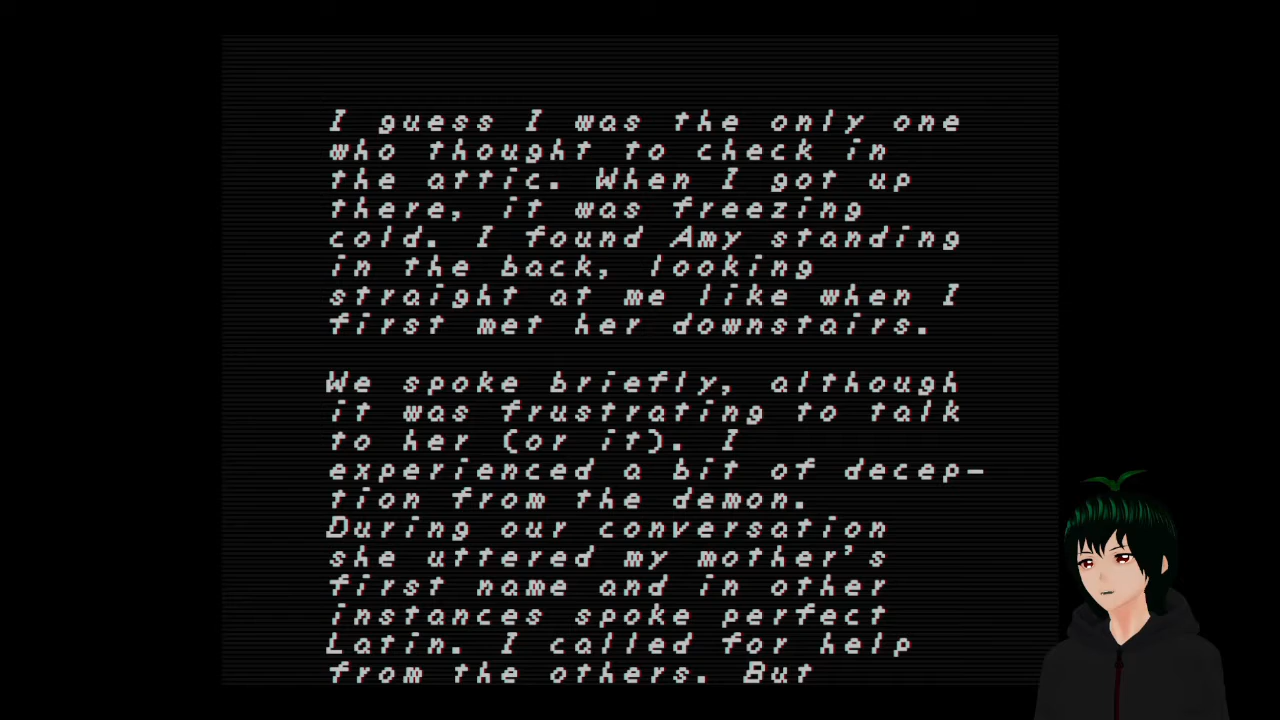 I guess I was the only one
who thought to check in
the attic. When I got up
there, it was freezing
cold. I found Amy standing
in the back, looking
straight at me like when I
first met her downstairs.
We spoke briefly, although
it was frustrating to talk
to her (or it). I
experienced a bit of decep-
tion from the demon.
During our conversation
she uttered my mother's
first name and in other
instances spoke perfect
Latin. I called for help
from the others. But